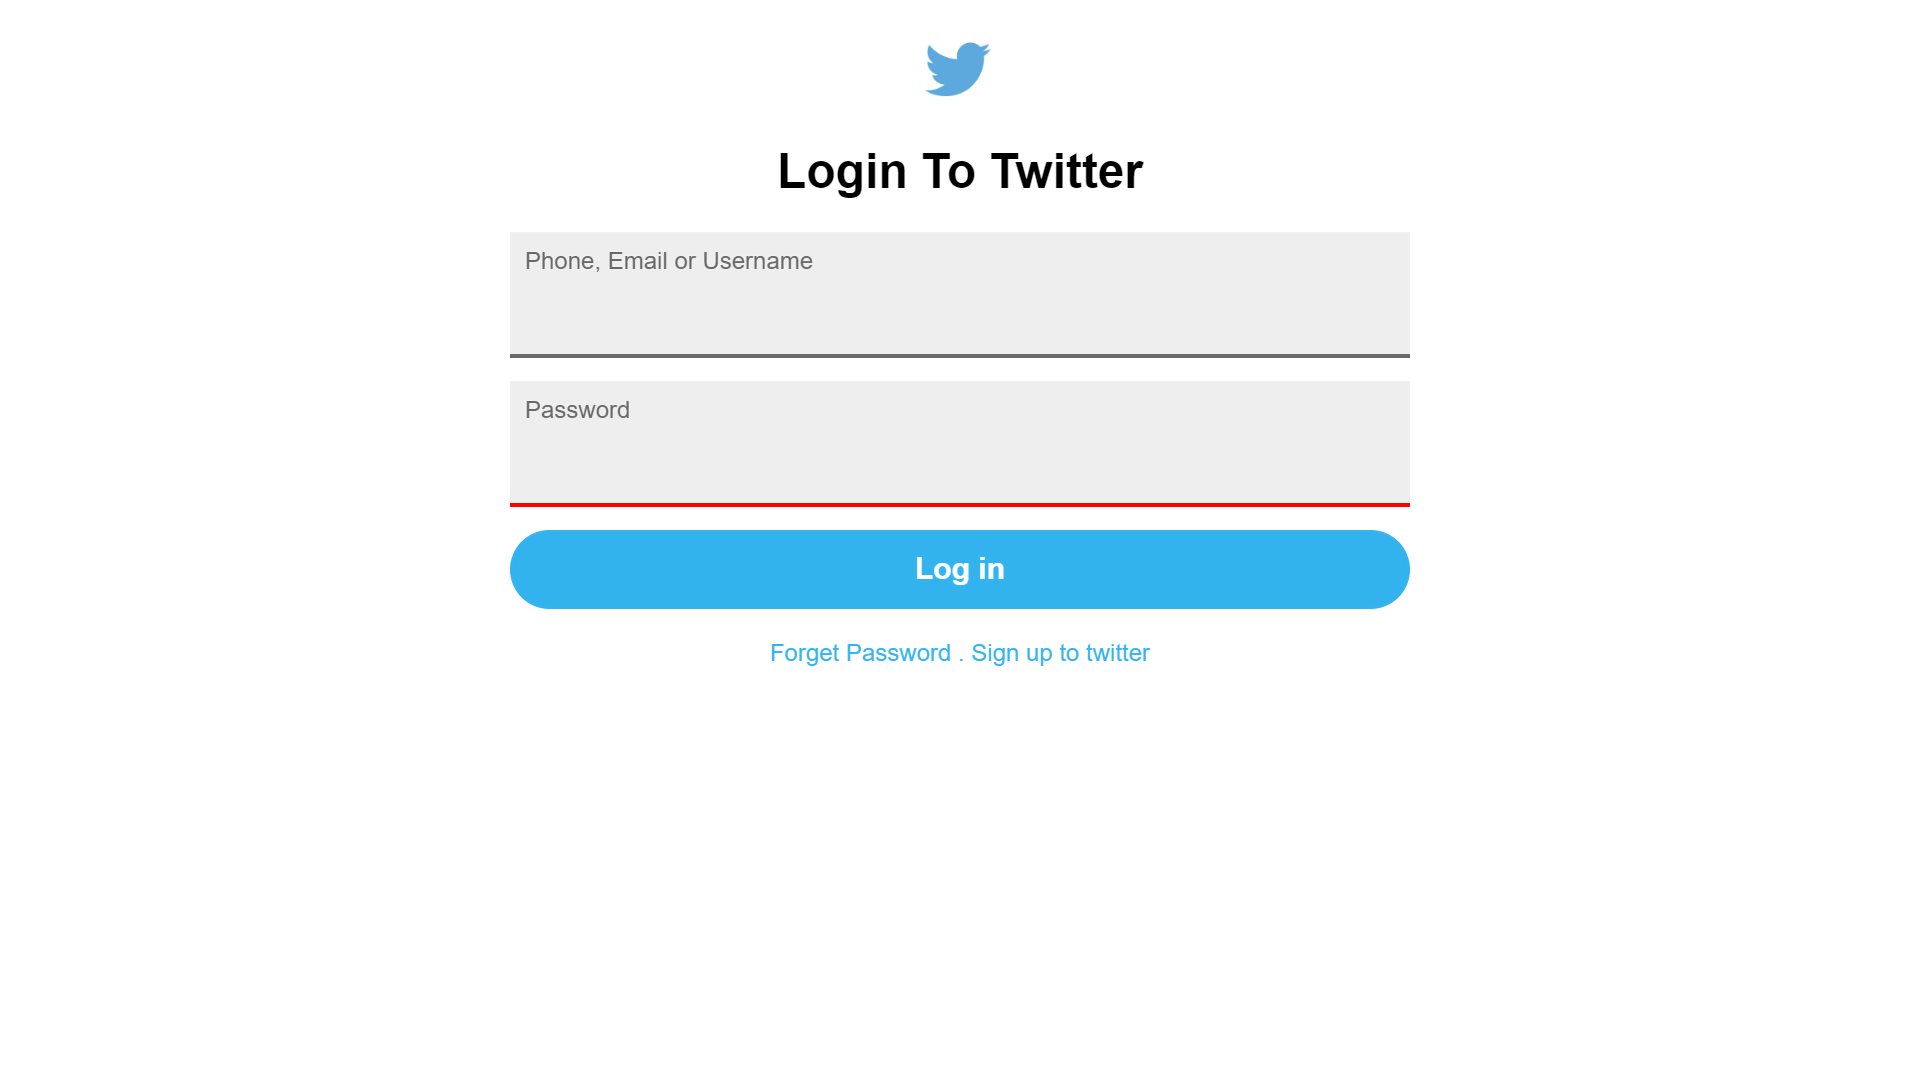 Login To Twitter
Phone, Email or Username
Password
Log in
Forget Password . Sign up to twitter